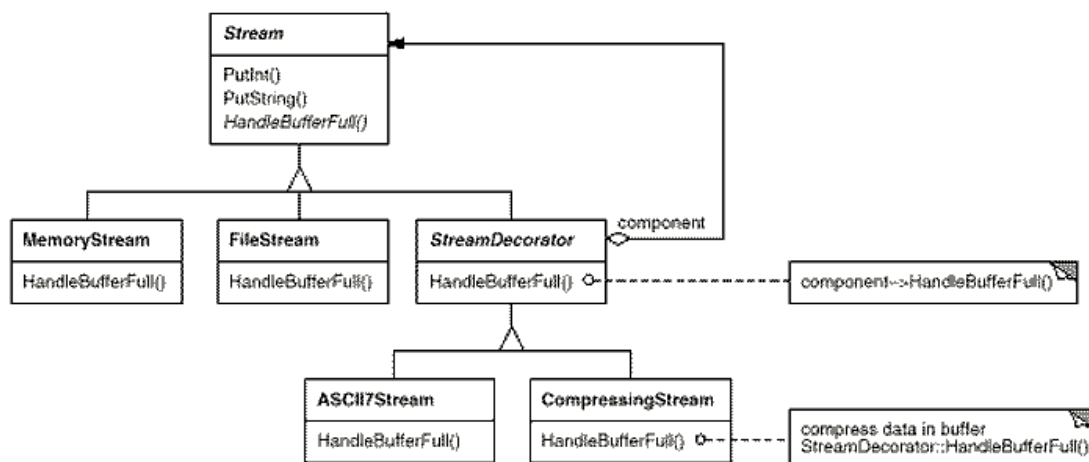 Stream
PutInt()
PutString()
HandleBufferFull()
component
MemoryStream
FileStream
StreamDecorator
HandleBufferFull()
HandleBufferFull()
HandleBufferFull()
component->HandleBufferFull()
ASCII7Stream
CompressingStream
HandleBufferFull()
HandleBufferFull()
compress data in buffer
StreamDecorator::HandleBufferFull()